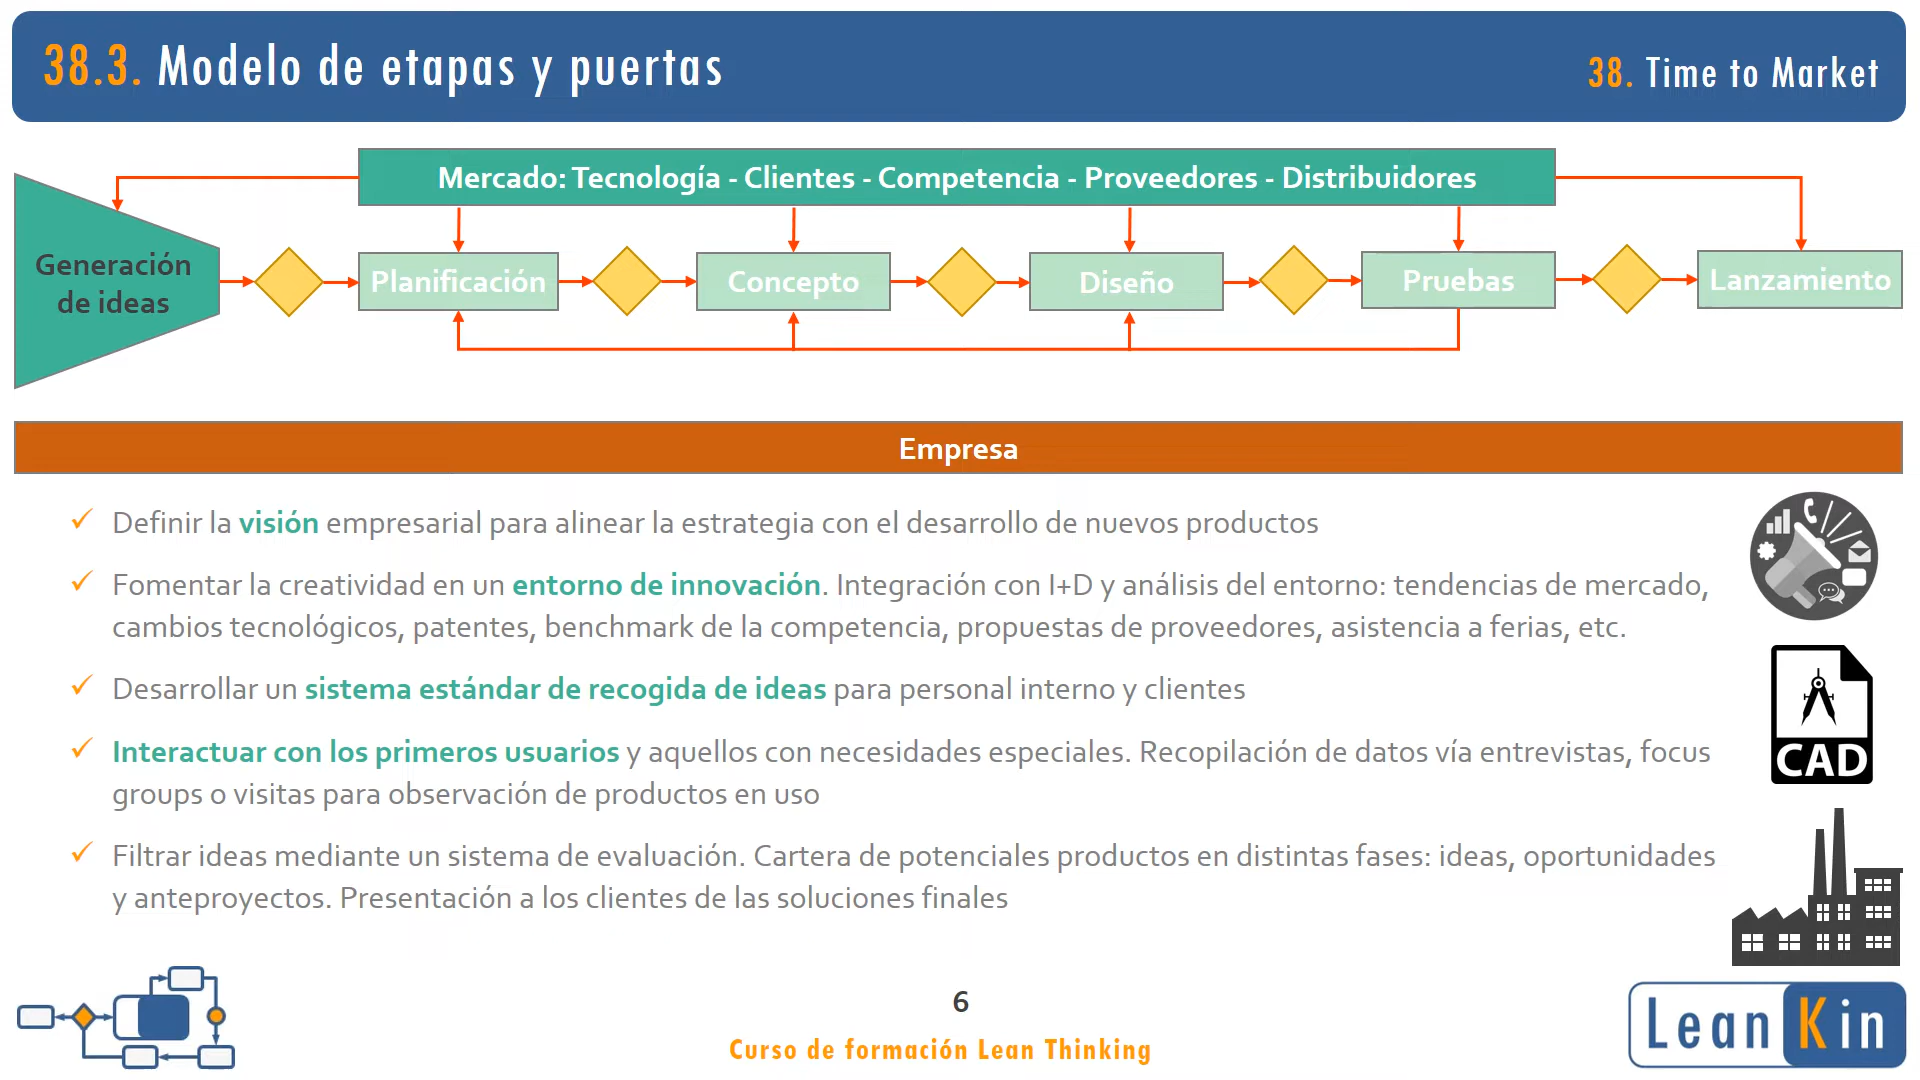 38.3. Modelo de etapas y puertas
38. Time to Market
Mercado: Tecnología - Clientes - Competencia - Proveedores - Distribuidores
Generación
de ideas
Planificación
Concepto
Diseño
Pruebas
Lanzamiento
Empresa
Definir la visión empresarial para alinear la estrategia con el desarrollo de nuevos productos
Fomentar la creatividad en un entorno de innovación. Integración con I+D y análisis del entorno: tendencias de mercado,
cambios tecnológicos, patentes, benchmark de la competencia, propuestas de proveedores, asistencia a ferias, etc.
Desarrollar un sistema estándar de recogida de ideas para personal interno y clientes
Interactuar con los primeros usuarios y aquellos con necesidades especiales. Recopilación de datos vía entrevistas, focus
groups o visitas para observación de productos en uso
Filtrar ideas mediante un sistema de evaluación. Cartera de potenciales productos en distintas fases: ideas, oportunidades
y anteproyectos. Presentación a los clientes de las soluciones finales
CAD
6
Curso de formación Lean Thinking
LeanKin